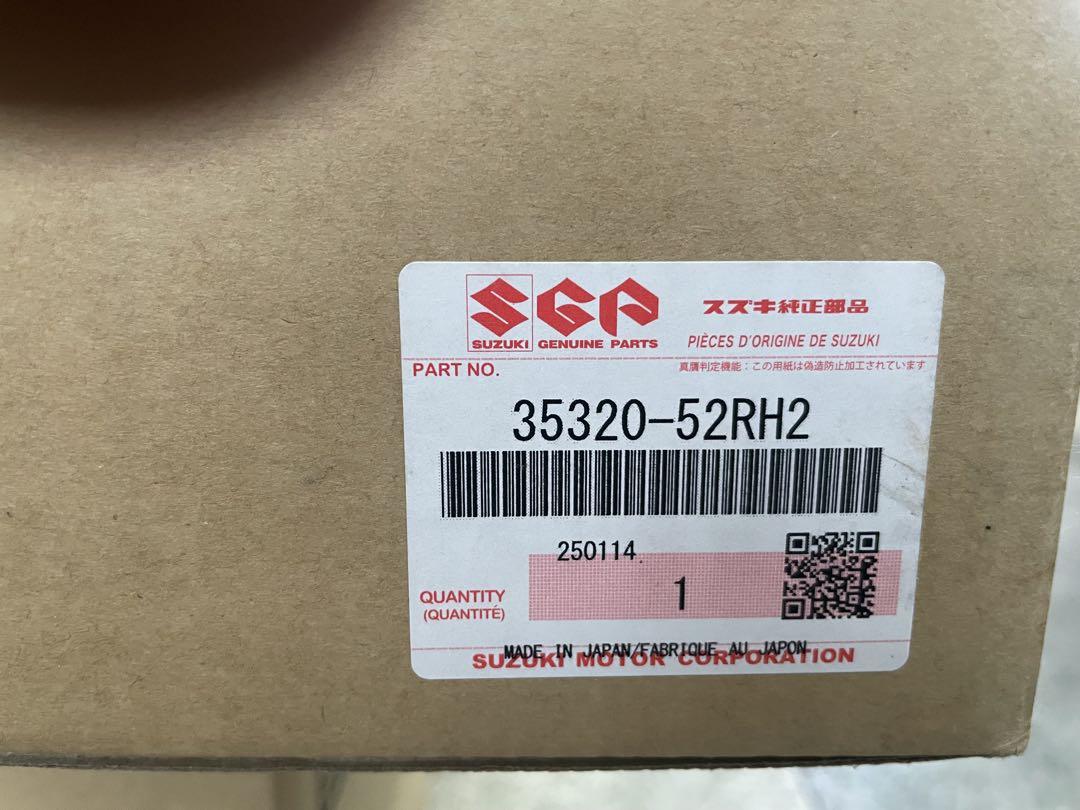 SGP
スズキ純正部品
SUZUKI GENUINE PARTS
PIÈCES D'ORIGINE DE SUZUKI
PART NO.
真贋判定機能：この用紙は偽造防止加工されています
35320-52RH2
250114
QUANTITY
1
(QUANTITÉ)
MADE IN JAPAN/FABRIQUE AU JAPON
SUZUKI MOTOR CORPORATION